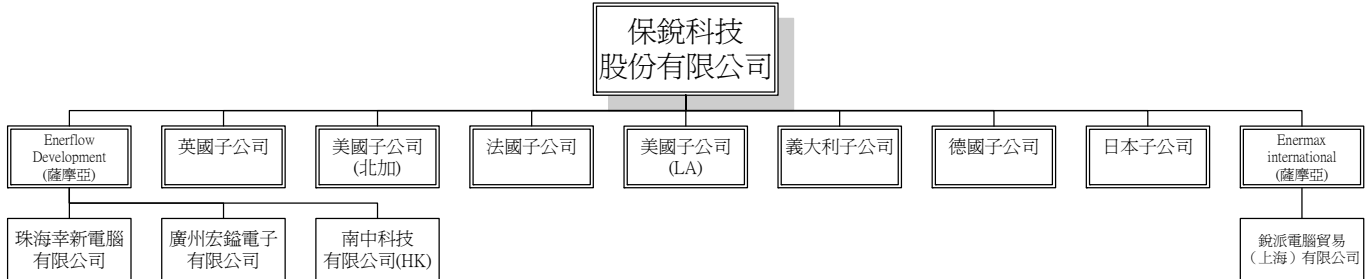 保銳科技
股份有限公司
Enerflow
Development
(薩摩亞)
英國子公司
美國子公司
(北加)
法國子公司
美國子公司
(LA)
義大利子公司
德國子公司
日本子公司
Enermax
international
(薩摩亞)
珠海幸新電腦
有限公司
廣州宏鎰電子
有限公司
南中科技
有限公司(HK)
銳派電腦貿易
（上海）有限公司